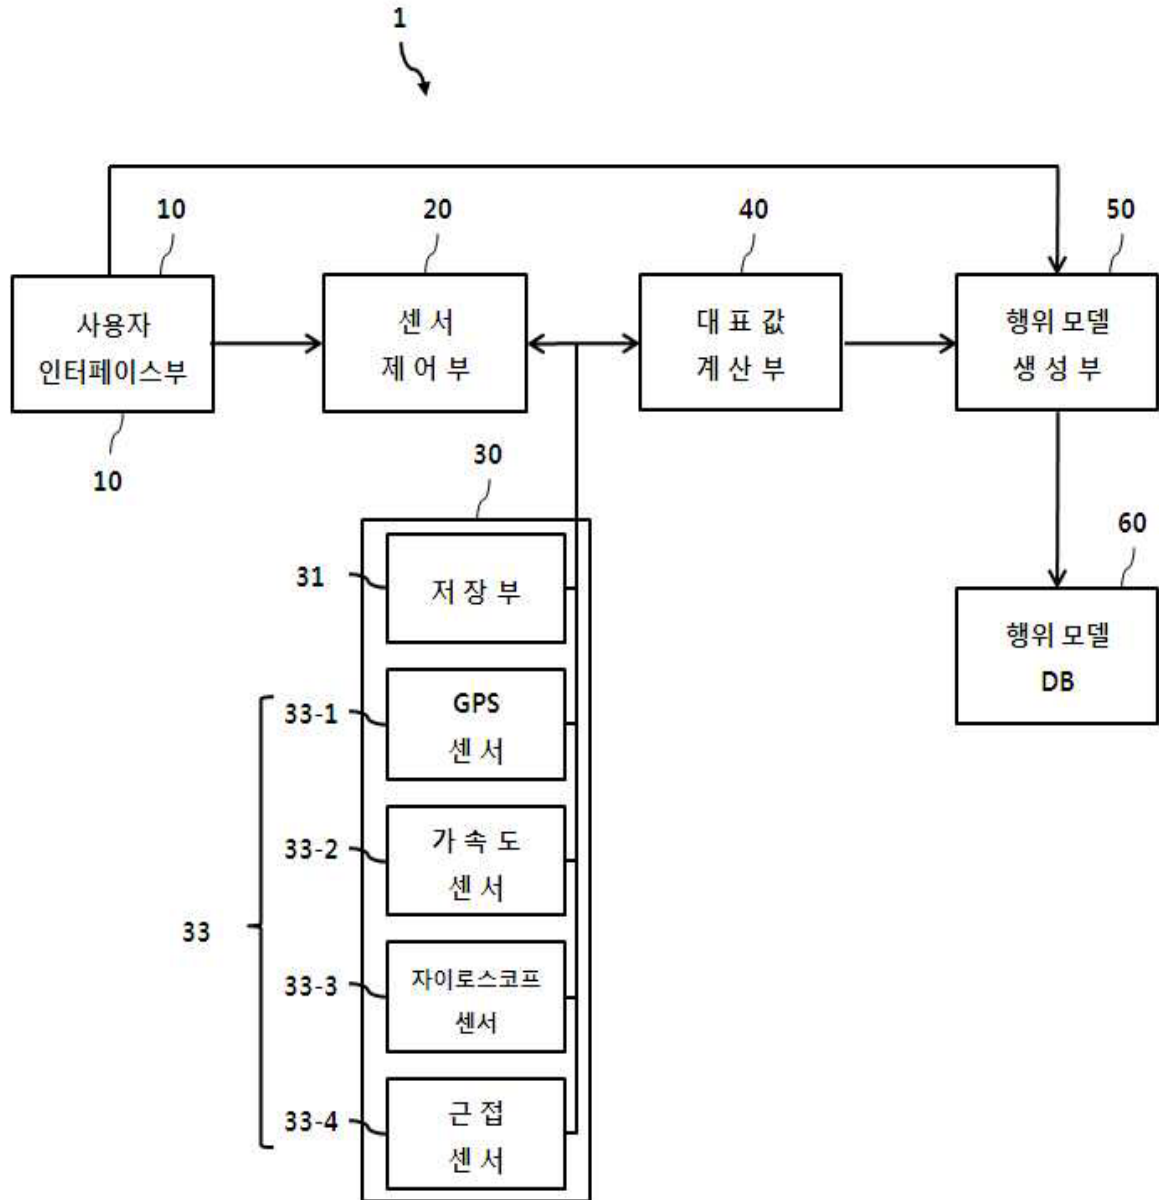 1
10
20
40
50
사용자
인터페이스부
센 서
제 어 부
대 표 값
계 산 부
행위 모델
생 성 부
10
30
60
31
저 장 부
행위 모델
DB
33-1
GPS
센 서
33-2
가 속 도
센 서
33
33-3
자이로스코프
센서
33-4
근 접
센 서